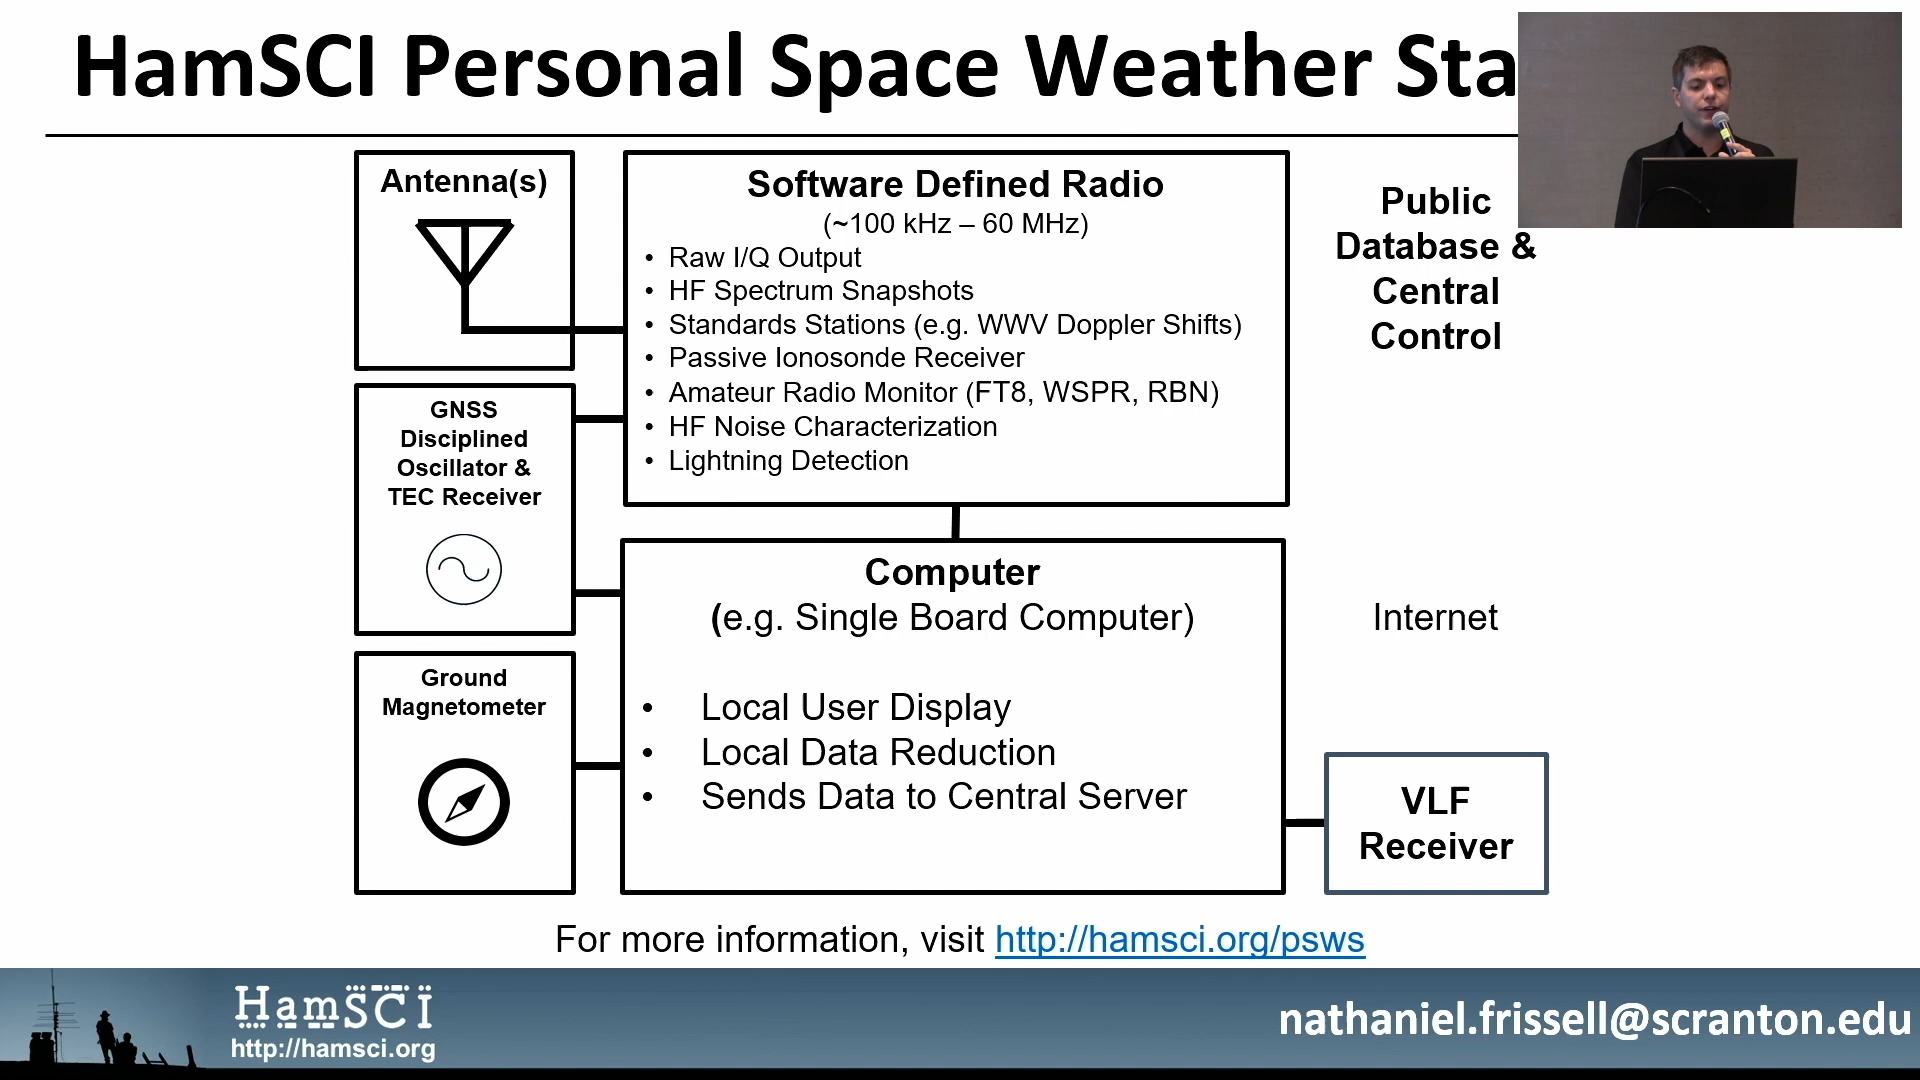 HamSCI Personal Space Weather Sta
Antenna(s)
Software Defined Radio
(~100 kHz – 60 MHz)
• Raw I/Q Output
• HF Spectrum Snapshots
• Standards Stations (e.g. WWV Doppler Shifts)
• Passive Ionosonde Receiver
• Amateur Radio Monitor (FT8, WSPR, RBN)
• HF Noise Characterization
• Lightning Detection
Public
Database &
Central
Control
GNSS
Disciplined
Oscillator &
TEC Receiver
Computer
(e.g. Single Board Computer)
• Local User Display
• Local Data Reduction
• Sends Data to Central Server
Internet
Ground
Magnetometer
VLF
Receiver
For more information, visit http://hamsci.org/psws
HamSCI
http://hamsci.org
nathaniel.frissell@scranton.edu